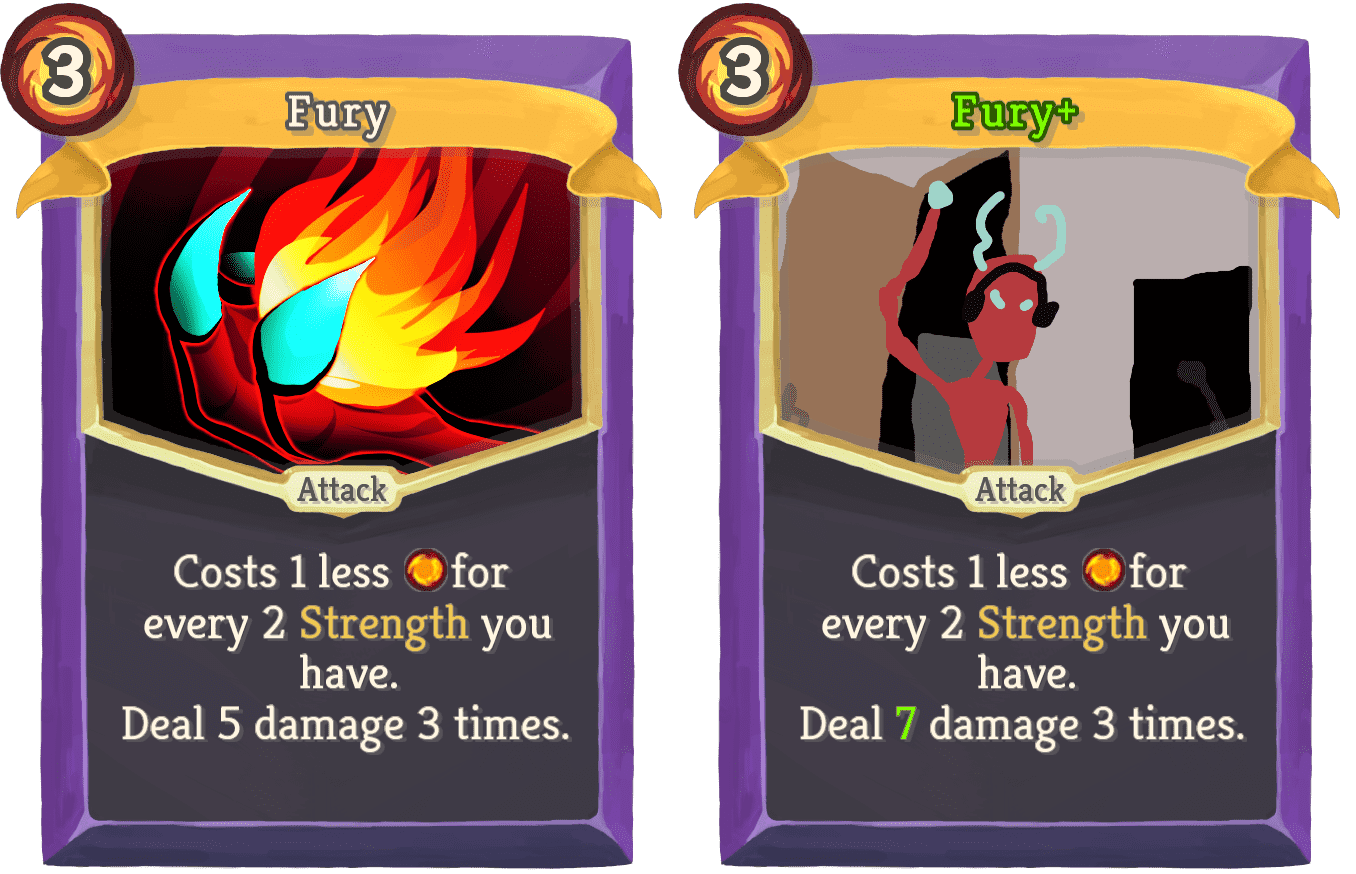 3
Fury
Attack
Costs 1 less for
every 2 Strength you
have.
Deal 5 damage 3 times.
3
Fury+
Attack
Costs 1 less for
every 2 Strength you
have.
Deal 7 damage 3 times.